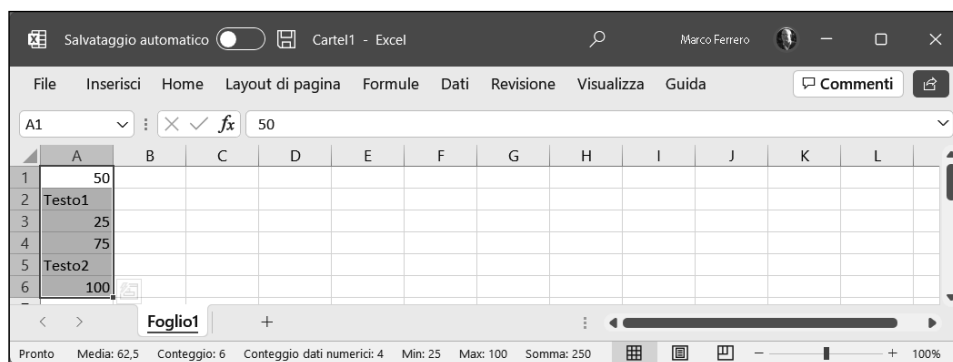 Salvataggio automatico Cartel1 - Excel Marco Ferrero
File Inserisci Home Layout di pagina Formule Dati Revisione Visualizza Guida Commenti
A1 fx 50
A B C D E F G H I J K L
1 50
2 Testo1
3 25
4 75
5 Testo2
6 100
Foglio1 +
Pronto Media: 62,5 Conteggio: 6 Conteggio dati numerici: 4 Min: 25 Max: 100 Somma: 250 - + 100%